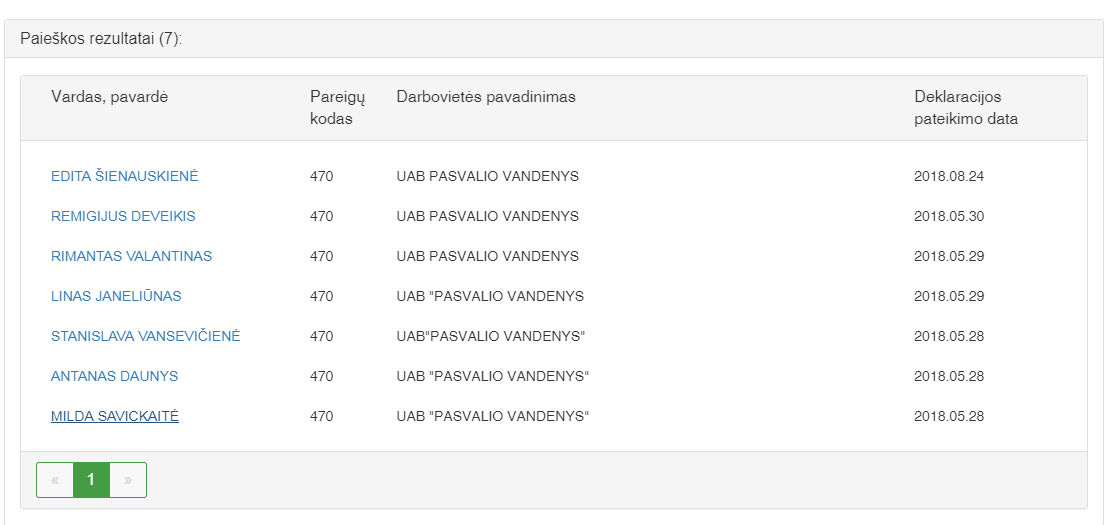 Paieškos rezultatai (7):
Vardas, pavardė Pareigų kodas Darbovietės pavadinimas Deklaracijos pateikimo data
EDITA ŠIENAUSKIENĖ 470 UAB PASVALIO VANDENYS 2018.08.24
REMIGIJUS DEVEIKIS 470 UAB PASVALIO VANDENYS 2018.05.30
RIMANTAS VALANTINAS 470 UAB PASVALIO VANDENYS 2018.05.29
LINAS JANELIŪNAS 470 UAB "PASVALIO VANDENYS 2018.05.29
STANISLAVA VANSEVIČIENĖ 470 UAB"PASVALIO VANDENYS" 2018.05.28
ANTANAS DAUNYS 470 UAB "PASVALIO VANDENYS" 2018.05.28
MILDA SAVICKAITĖ 470 UAB "PASVALIO VANDENYS" 2018.05.28
« 1 »